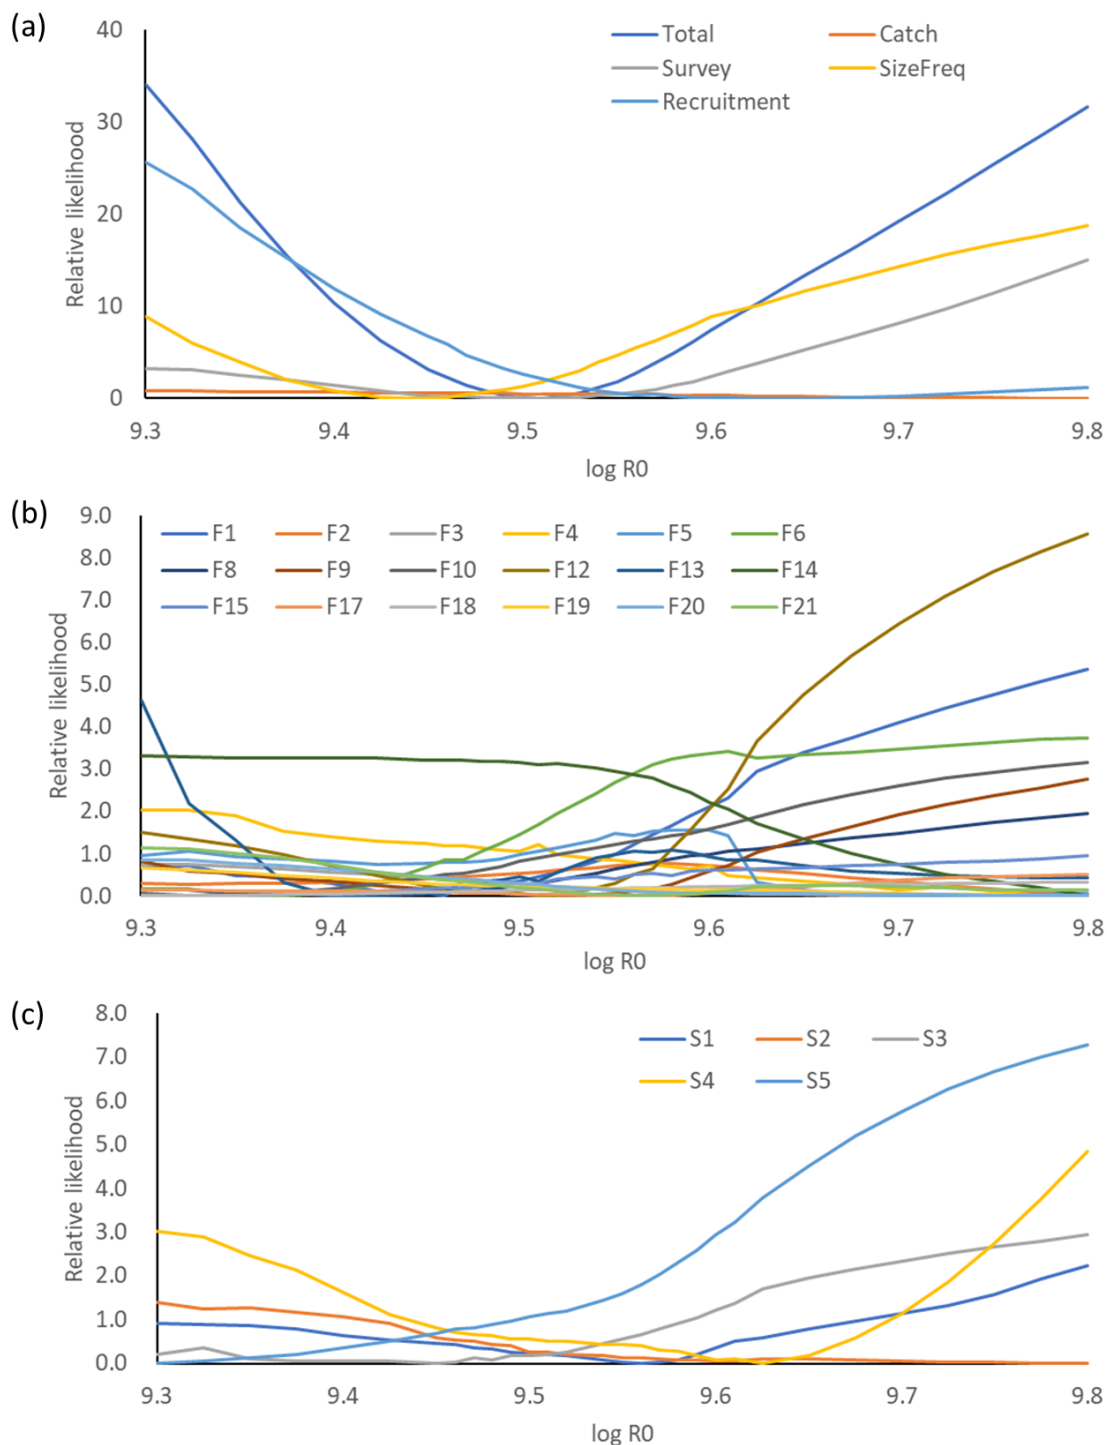 (a)
40
30
20
10
0
Relative likelihood
Total Catch
Survey SizeFreq
Recruitment
9.3 9.4 9.5 9.6 9.7 9.8
log R0
(b)
9.0
8.0
7.0
6.0
5.0
4.0
3.0
2.0
1.0
0.0
Relative likelihood
F1 F2 F3 F4 F5 F6
F8 F9 F10 F12 F13 F14
F15 F17 F18 F19 F20 F21
9.3 9.4 9.5 9.6 9.7 9.8
log R0
(c)
8.0
7.0
6.0
5.0
4.0
3.0
2.0
1.0
0.0
Relative likelihood
S1 S2 S3
S4 S5
9.3 9.4 9.5 9.6 9.7 9.8
log R0